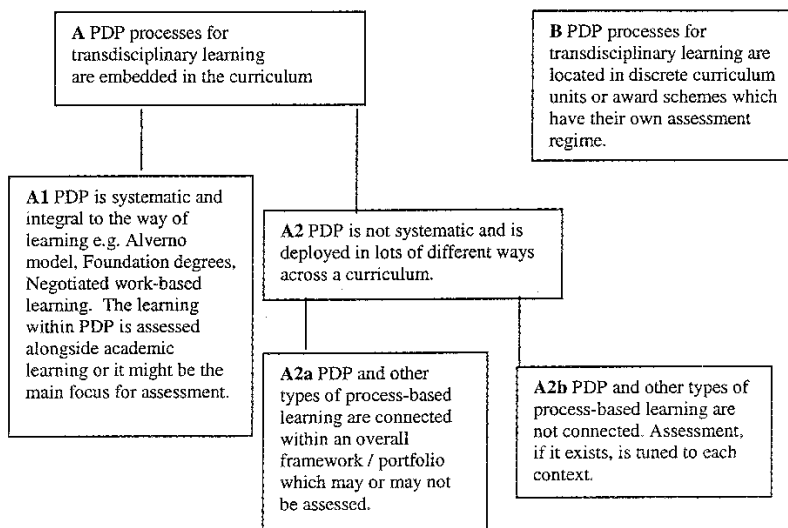 A PDP processes for
transdisciplinary learning
are embedded in the curriculum
B PDP processes for
transdisciplinary learning are
located in discrete curriculum
units or award schemes which
have their own assessment
regime.
A1 PDP is systematic and
integral to the way of
learning e.g. Alverno
model, Foundation degrees,
Negotiated work-based
learning. The learning
within PDP is assessed
alongside academic
learning or it might be the
main focus for assessment.
A2 PDP is not systematic and is
deployed in lots of different ways
across a curriculum.
A2a PDP and other
types of process-based
learning are connected
within an overall
framework / portfolio
which may or may not
be assessed.
A2b PDP and other types of
process-based learning are
not connected. Assessment,
if it exists, is tuned to each
context.